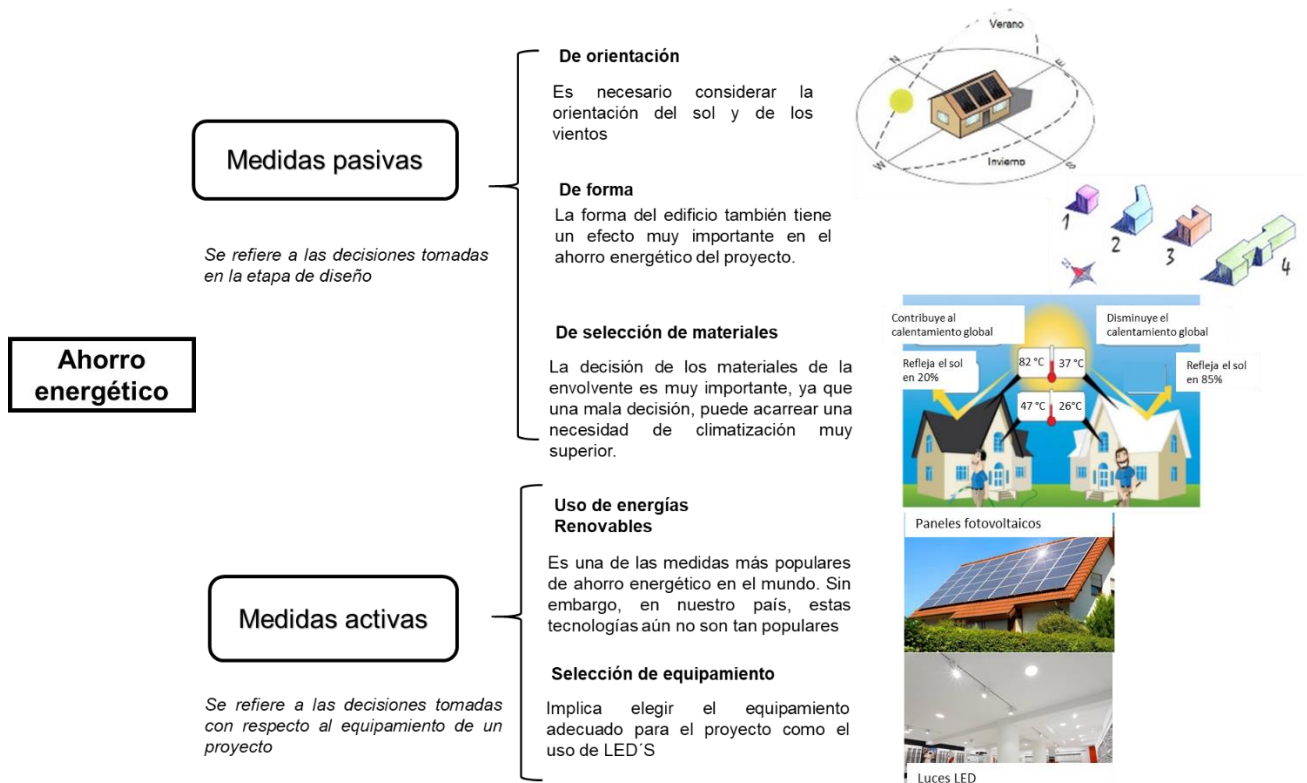 Ahorro
energético
Medidas pasivas
Se refiere a las decisiones tomadas
en la etapa de diseño
De orientación
Es necesario considerar la
orientación del sol y de los
vientos
Verano
N
E
W
S
Invierno
De forma
La forma del edificio también tiene
un efecto muy importante en el
ahorro energético del proyecto.
1
2
3
4
N
De selección de materiales
La decisión de los materiales de la
envolvente es muy importante, ya que
una mala decisión, puede acarrear una
necesidad de climatización muy
superior.
Contribuye al
calentamiento global
Disminuye el
calentamiento global
Refleja el sol
en 20%
82 °C 37 °C
Refleja el sol
en 85%
47 °C 26°C
Medidas activas
Se refiere a las decisiones tomadas
con respecto al equipamiento de un
proyecto
Uso de energías
Renovables
Es una de las medidas más populares
de ahorro energético en el mundo. Sin
embargo, en nuestro país, estas
tecnologías aún no son tan populares
Paneles fotovoltaicos
Selección de equipamiento
Implica elegir el equipamiento
adecuado para el proyecto como el
uso de LED´S
Luces LED